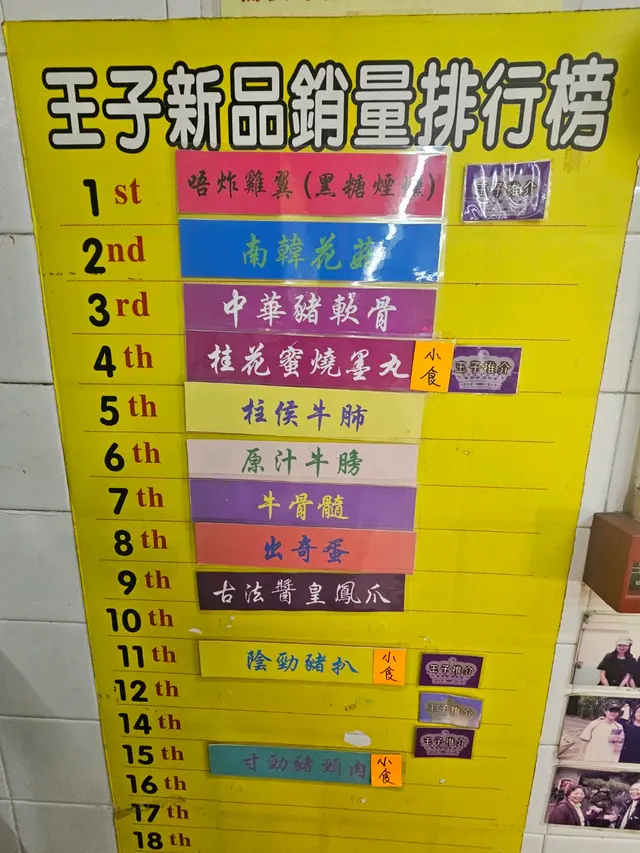 王子新品銷量排行榜
1st 唔炸雞翼(黑糖煙燻) 王子推介
2nd 南韓花菇
3rd 中華豬軟骨
4th 桂花蜜燒墨丸 小食 王子推介
5th 柱侯牛肺
6th 原汁牛膀
7th 牛骨髓
8th 出奇蛋
9th 古法醬皇鳳爪
10th
11th 陰勁豬扒 小食 王子推介
12th 王子推介
14th 王子推介
15th 寸勁豬頸肉 小食
16th
17th
18th